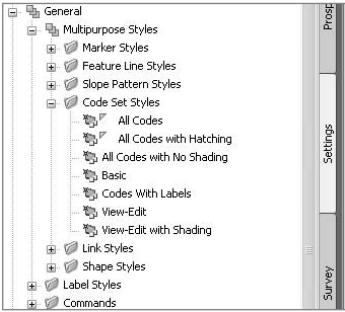 General
Multipurpose Styles
Marker Styles
Feature Line Styles
Slope Pattern Styles
Code Set Styles
All Codes
All Codes with Hatching
All Codes with No Shading
Basic
Codes With Labels
View-Edit
View-Edit with Shading
Link Styles
Shape Styles
Label Styles
Commands
Prosp
Settings
Survey